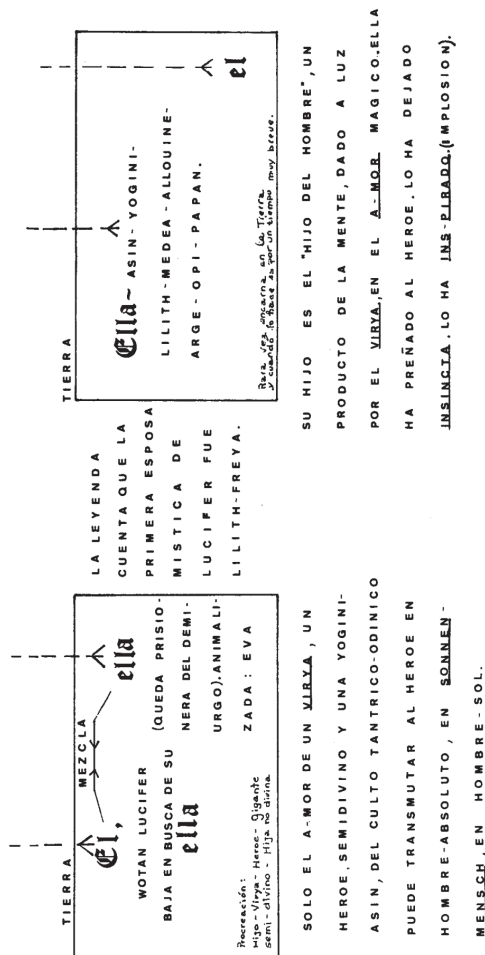 TIERRA
MEZCLA
El,
ella
WOTAN LUCIFER
BAJA EN BUSCA DE SU
ella
(QUEDA PRISIO-
NERA DEL DEMI-
URGO). ANIMALI-
ZADA: EVA
Procreación:
Hijo-Virya-Heroe-Gigante
semi-divino - Hija no divina.
SOLO EL A-MOR DE UN VIRYA, UN
HEROE, SEMIDIVINO Y UNA YOGINI-
ASIN, DEL CULTO TANTRICO-ODINICO
PUEDE TRANSMUTAR AL HEROE EN
HOMBRE-ABSOLUTO, EN SONNEN-
MENSCH, EN HOMBRE-SOL.
LA LEYENDA
CUENTA QUE LA
PRIMERA ESPOSA
MISTICA DE
LUCIFER FUE
LILITH-FREYA.
TIERRA
Ella~ ASIN-YOGINI-
LILITH-MEDEA-ALLOUINE-
ARGE-OPI-PAPAN.
el
Rara vez encarna en la Tierra
y cuando lo hace es por un tiempo muy breve.
SU HIJO ES EL "HIJO DEL HOMBRE", UN
PRODUCTO DE LA MENTE, DADO A LUZ
POR EL VIRYA, EN EL A-MOR MAGICO. ELLA
HA PREÑADO AL HEROE. LO HA DEJADO
INSINCTA. LO HA INS-PIRADO. (IMPLOSION).